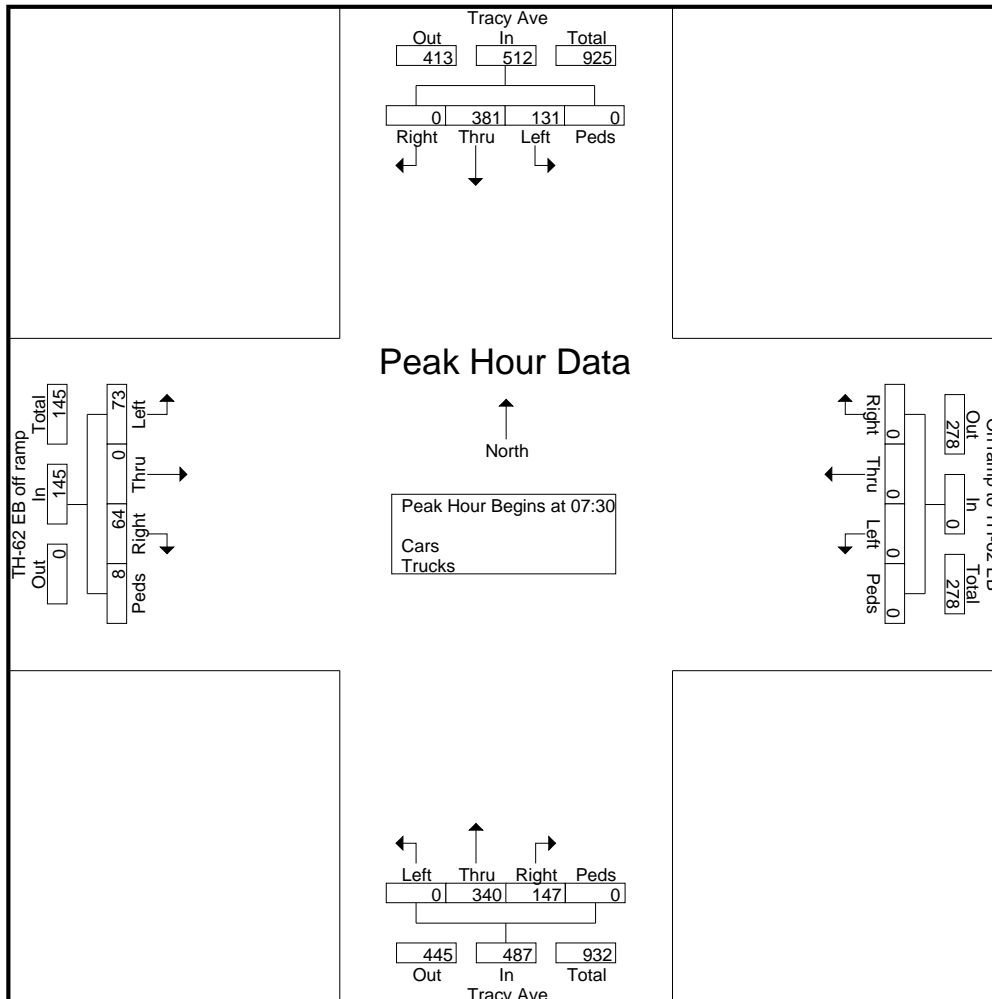 Tracy Ave
Out In Total
413 512 925
0 381 131 0
Right Thru Left Peds
Peak Hour Data
North
Peak Hour Begins at 07:30
Cars
Trucks
TH-62 EB off ramp
Out In Total
0 145 145
73 0 64 8
Left Thru Right Peds
Right Thru Left Peds
0 0 0 0
Out In Total
278 0 278
to TH-62 EB
Left Thru Right Peds
0 340 147 0
445 487 932
Out In Total
Tracy Ave